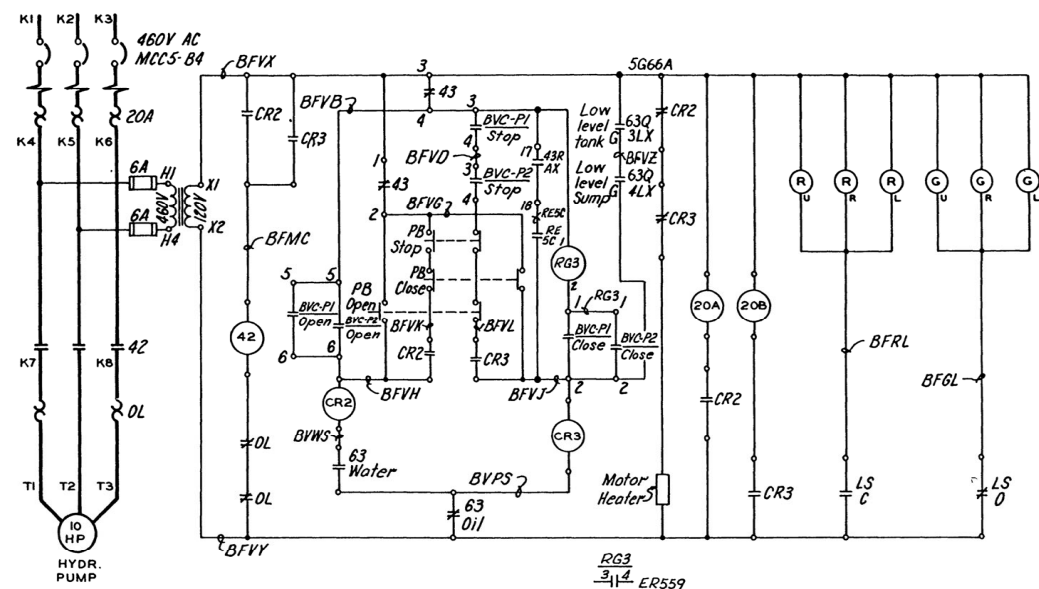 K1 K2 K3
460V AC
MCC5-B4
20A
K4 K5 K6
6A
H1
460V
120V
X1
6A
H4
X2
42
K7 K8
OL
T1 T2 T3
10
HP
HYDR.
PUMP
BFVX
CR2
CR3
BFMC
42
OL
OL
BFVY
3
43
4
BFVB
3
BVC-P1
Stop
4
BFVD
3
BVC-P2
Stop
4
1
43
2
BFVG
PB
Stop
PB
Close
PB
Open
5 5
BVC-P1
Open
BVC-P2
Open
6 6
BFVK
BFVL
CR2
CR3
BFVH
BFVJ
CR2
BVWS
63
Water
BVPS
63
Oil
17
43R
AX
18
RE5C
RE
5C
1
RG3
2
1 RG3 1
BVC-P1
Close
BVC-P2
Close
2 2
CR3
5G66A
Low
level
tank
G
63Q
3LX
BFVZ
Low
level
Sump
G
63Q
4LX
CR2
CR3
Motor
Heater
20A
20B
CR2
CR3
R R R G G G
U R L U R L
BFRL
BFGL
LS
C
LS
O
RG3
3 4 ER559